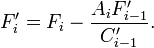 F'_i = F_i - \frac{A_i F'_{i-1}}{C'_{i-1}}.